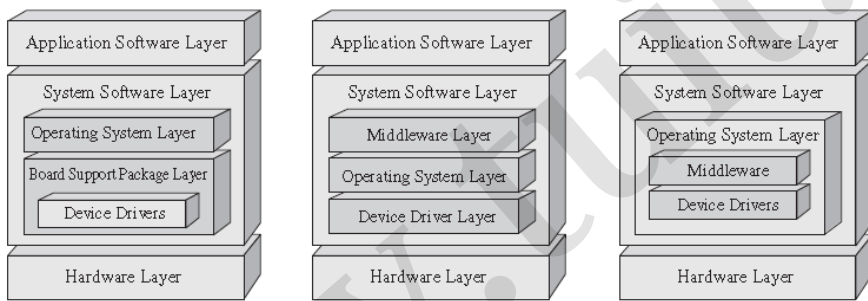 Application Software Layer
System Software Layer
Operating System Layer
Board Support Package Layer
Device Drivers
Hardware Layer
Application Software Layer
System Software Layer
Middleware Layer
Operating System Layer
Device Driver Layer
Hardware Layer
Application Software Layer
System Software Layer
Operating System Layer
Middleware
Device Drivers
Hardware Layer